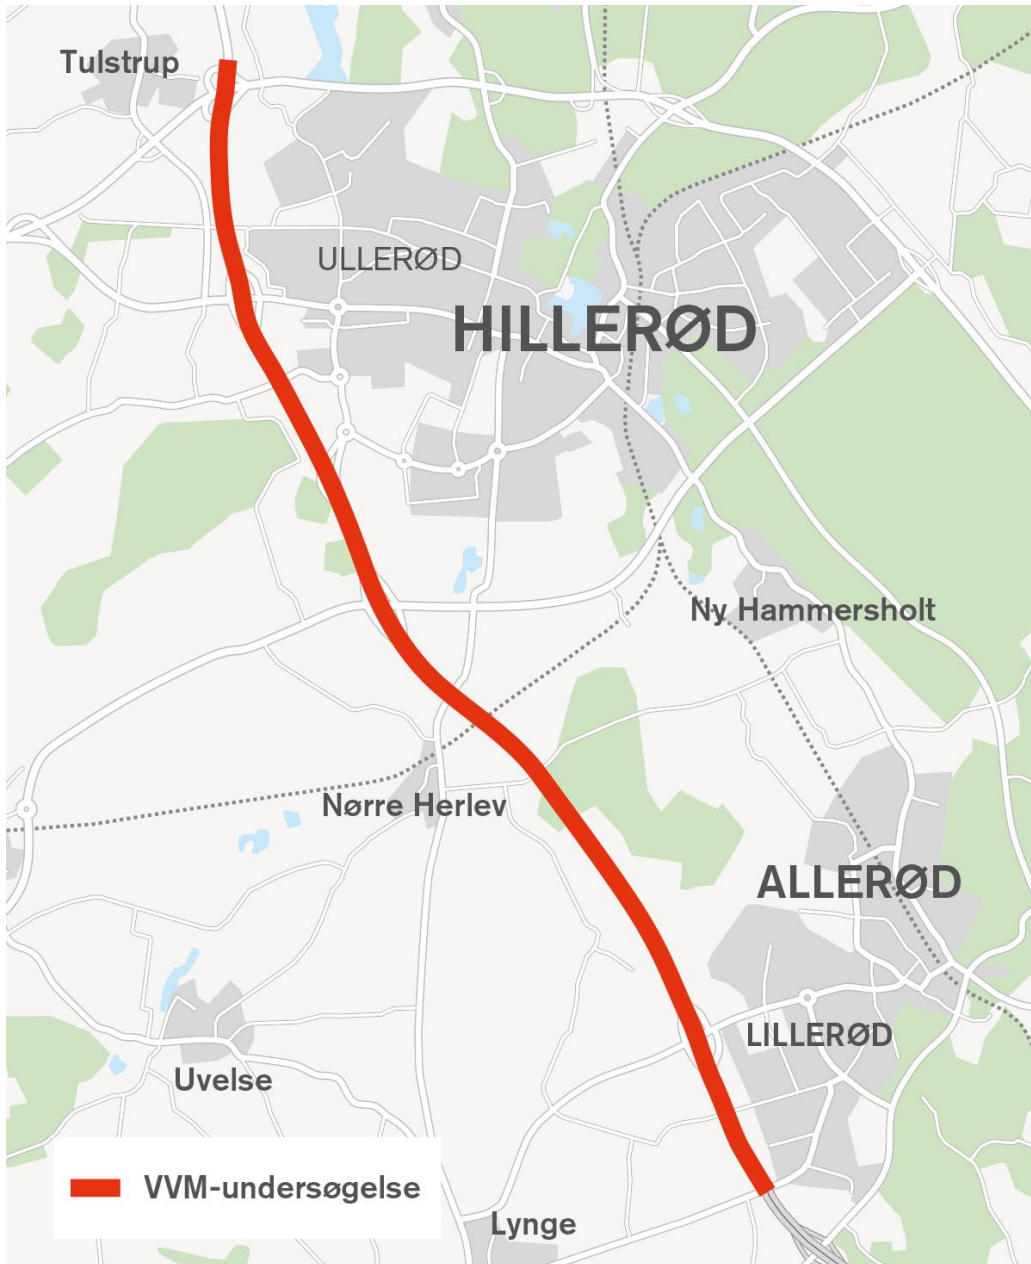 Tulstrup
ULLERØD
HILLERØD
Ny Hammersholt
Nørre Herlev
ALLERØD
LILLERØD
Uvelse
VVM-undersøgelse
Lynge